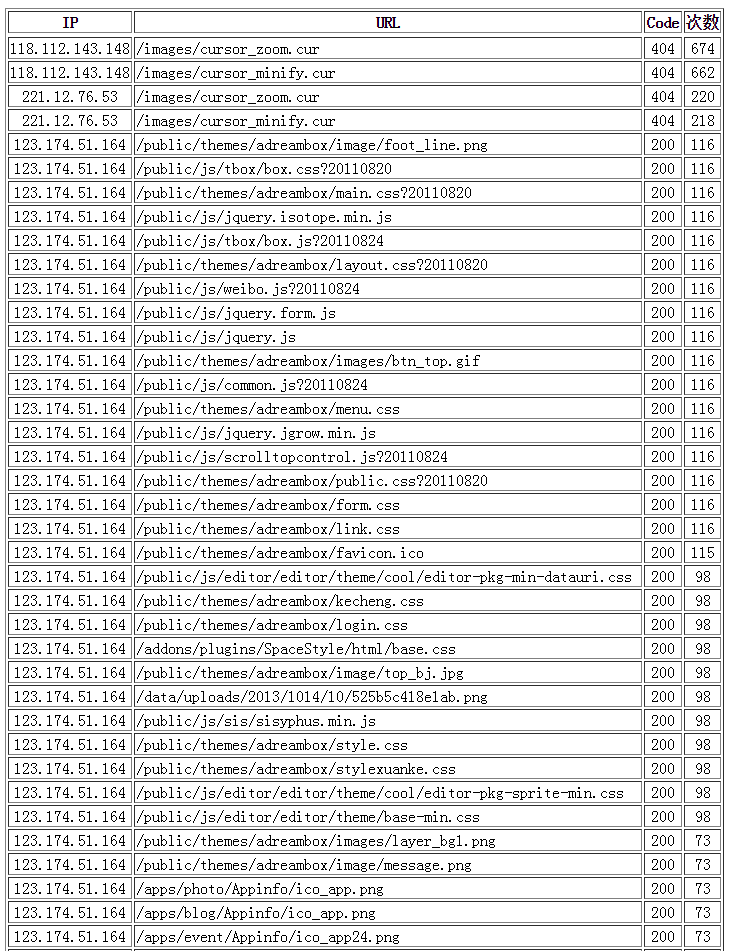 IP URL Code 次数
118.112.143.148 /images/cursor_zoom.cur 404 674
118.112.143.148 /images/cursor_minify.cur 404 662
221.12.76.53 /images/cursor_zoom.cur 404 220
221.12.76.53 /images/cursor_minify.cur 404 218
123.174.51.164 /public/themes/adreambox/image/foot_line.png 200 116
123.174.51.164 /public/js/tbox/box.css?20110820 200 116
123.174.51.164 /public/themes/adreambox/main.css?20110820 200 116
123.174.51.164 /public/js/jquery.isotope.min.js 200 116
123.174.51.164 /public/js/tbox/box.js?20110824 200 116
123.174.51.164 /public/themes/adreambox/layout.css?20110820 200 116
123.174.51.164 /public/js/weibo.js?20110824 200 116
123.174.51.164 /public/js/jquery.form.js 200 116
123.174.51.164 /public/js/jquery.js 200 116
123.174.51.164 /public/themes/adreambox/images/btn_top.gif 200 116
123.174.51.164 /public/js/common.js?20110824 200 116
123.174.51.164 /public/themes/adreambox/menu.css 200 116
123.174.51.164 /public/js/jquery.jgrow.min.js 200 116
123.174.51.164 /public/js/scrolltopcontrol.js?20110824 200 116
123.174.51.164 /public/themes/adreambox/public.css?20110820 200 116
123.174.51.164 /public/themes/adreambox/form.css 200 116
123.174.51.164 /public/themes/adreambox/link.css 200 116
123.174.51.164 /public/themes/adreambox/favicon.ico 200 115
123.174.51.164 /public/js/editor/editor/theme/cool/editor-pkg-min-datauri.css 200 98
123.174.51.164 /public/themes/adreambox/kecheng.css 200 98
123.174.51.164 /public/themes/adreambox/login.css 200 98
123.174.51.164 /addons/plugins/SpaceStyle/html/base.css 200 98
123.174.51.164 /public/themes/adreambox/image/top_bj.jpg 200 98
123.174.51.164 /data/uploads/2013/1014/10/525b5c418e1ab.png 200 98
123.174.51.164 /public/js/sis/sisyphus.min.js 200 98
123.174.51.164 /public/themes/adreambox/style.css 200 98
123.174.51.164 /public/themes/adreambox/stylexuanke.css 200 98
123.174.51.164 /public/js/editor/editor/theme/cool/editor-pkg-sprite-min.css 200 98
123.174.51.164 /public/js/editor/editor/theme/base-min.css 200 98
123.174.51.164 /public/themes/adreambox/images/layer_bg1.png 200 73
123.174.51.164 /public/themes/adreambox/image/message.png 200 73
123.174.51.164 /apps/photo/Appinfo/ico_app.png 200 73
123.174.51.164 /apps/blog/Appinfo/ico_app.png 200 73
123.174.51.164 /apps/event/Appinfo/ico_app24.png 200 73